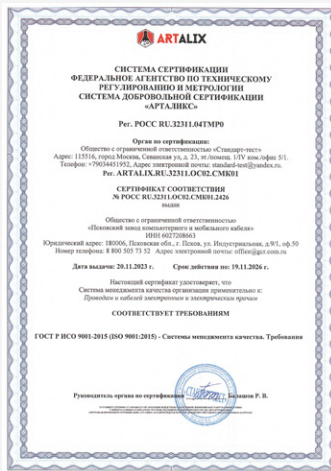 ARTALIX
СИСТЕМА СЕРТИФИКАЦИИ
ФЕДЕРАЛЬНОЕ АГЕНТСТВО ПО ТЕХНИЧЕСКОМУ
РЕГУЛИРОВАНИЮ И МЕТРОЛОГИИ
СИСТЕМА ДОБРОВОЛЬНОЙ СЕРТИФИКАЦИИ
«АРТАЛИКС»
Рег. РОСС RU.32311.04ТМР0
Орган по сертификации:
Общество с ограниченной ответственностью «Стандарт-тест»
Адрес: 115516, город Москва, Севанская ул, д. 23, эт/помещ. 1/IV ком./офис 5/1.
Телефон: +79034451952, Адрес электронной почты: standard-test@yandex.ru.
Рег. ARTALIX.RU.32311.ОС02.СМК01
СЕРТИФИКАТ СООТВЕТСТВИЯ
№ РОСС RU.32311.ОС02.СМК01.2426
выдан
Общество с ограниченной ответственностью
«Псковский завод компьютерного и мобильного кабеля»
ИНН 6027208663
Юридический адрес: 180006, Псковская обл., г. Псков, ул. Индустриальная, д.9/1, оф.50
Номер телефона: 8 800 505 73 52 Адрес электронной почты: office@gcr.com.ru
Дата выдачи: 20.11.2023 г. Срок действия по: 19.11.2026 г.
Настоящий сертификат удостоверяет, что
Система менеджмента качества организации применительно к:
Проводам и кабелям электронным и электрическим прочим
СООТВЕТСТВУЕТ ТРЕБОВАНИЯМ
ГОСТ Р ИСО 9001-2015 (ISO 9001:2015) - Системы менеджмента качества. Требования
Руководитель органа по сертификации Балашов Р. В.